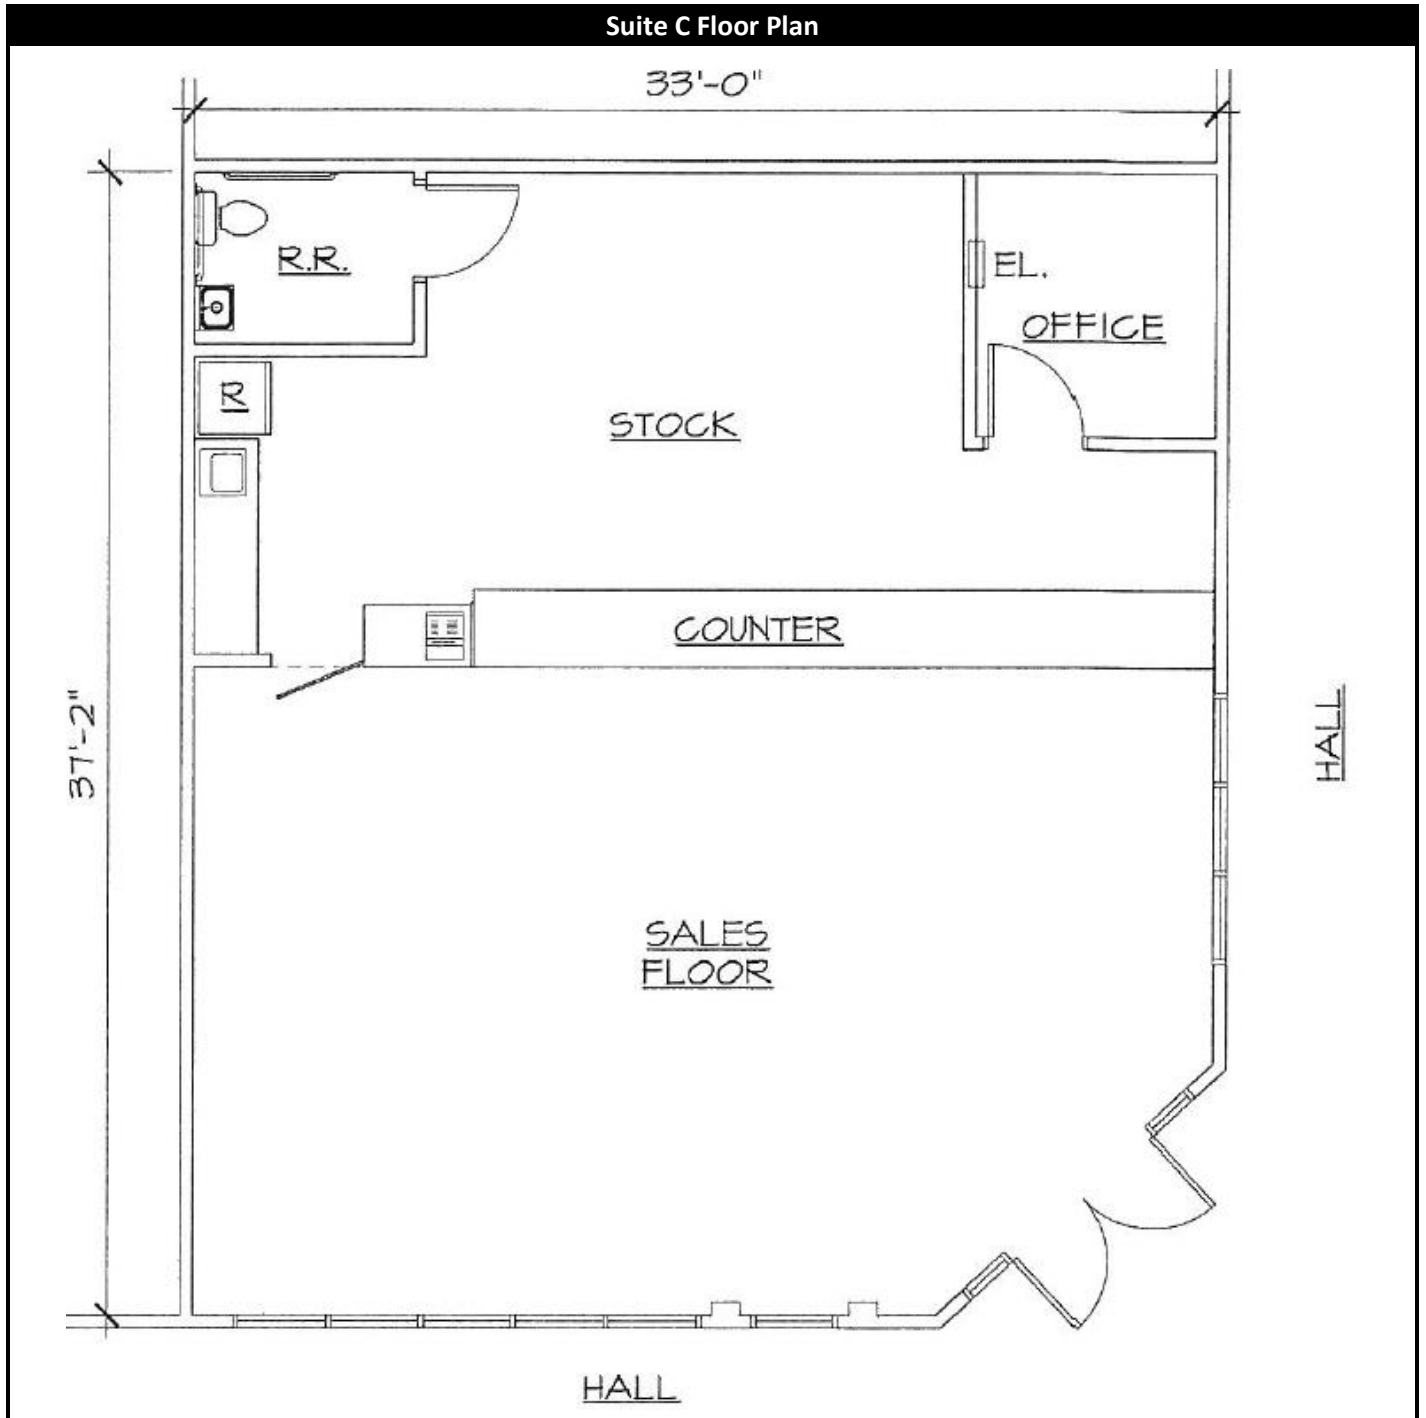 Suite C Floor Plan
33'-0"
R.R.
EL.
OFFICE
R
STOCK
COUNTER
37'-2"
HALL
SALES
FLOOR
HALL